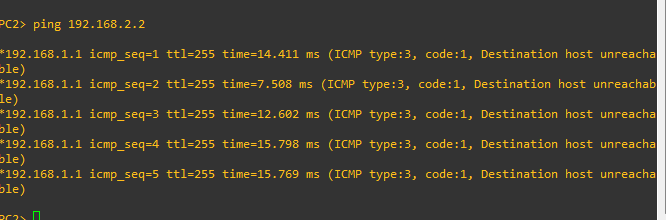 PC2> ping 192.168.2.2
*192.168.1.1 icmp_seq=1 ttl=255 time=14.411 ms (ICMP type:3, code:1, Destination host unreacha
ble)
*192.168.1.1 icmp_seq=2 ttl=255 time=7.508 ms (ICMP type:3, code:1, Destination host unreachab
le)
*192.168.1.1 icmp_seq=3 ttl=255 time=12.602 ms (ICMP type:3, code:1, Destination host unreacha
ble)
*192.168.1.1 icmp_seq=4 ttl=255 time=15.798 ms (ICMP type:3, code:1, Destination host unreacha
ble)
*192.168.1.1 icmp_seq=5 ttl=255 time=15.769 ms (ICMP type:3, code:1, Destination host unreacha
ble)
PC2>